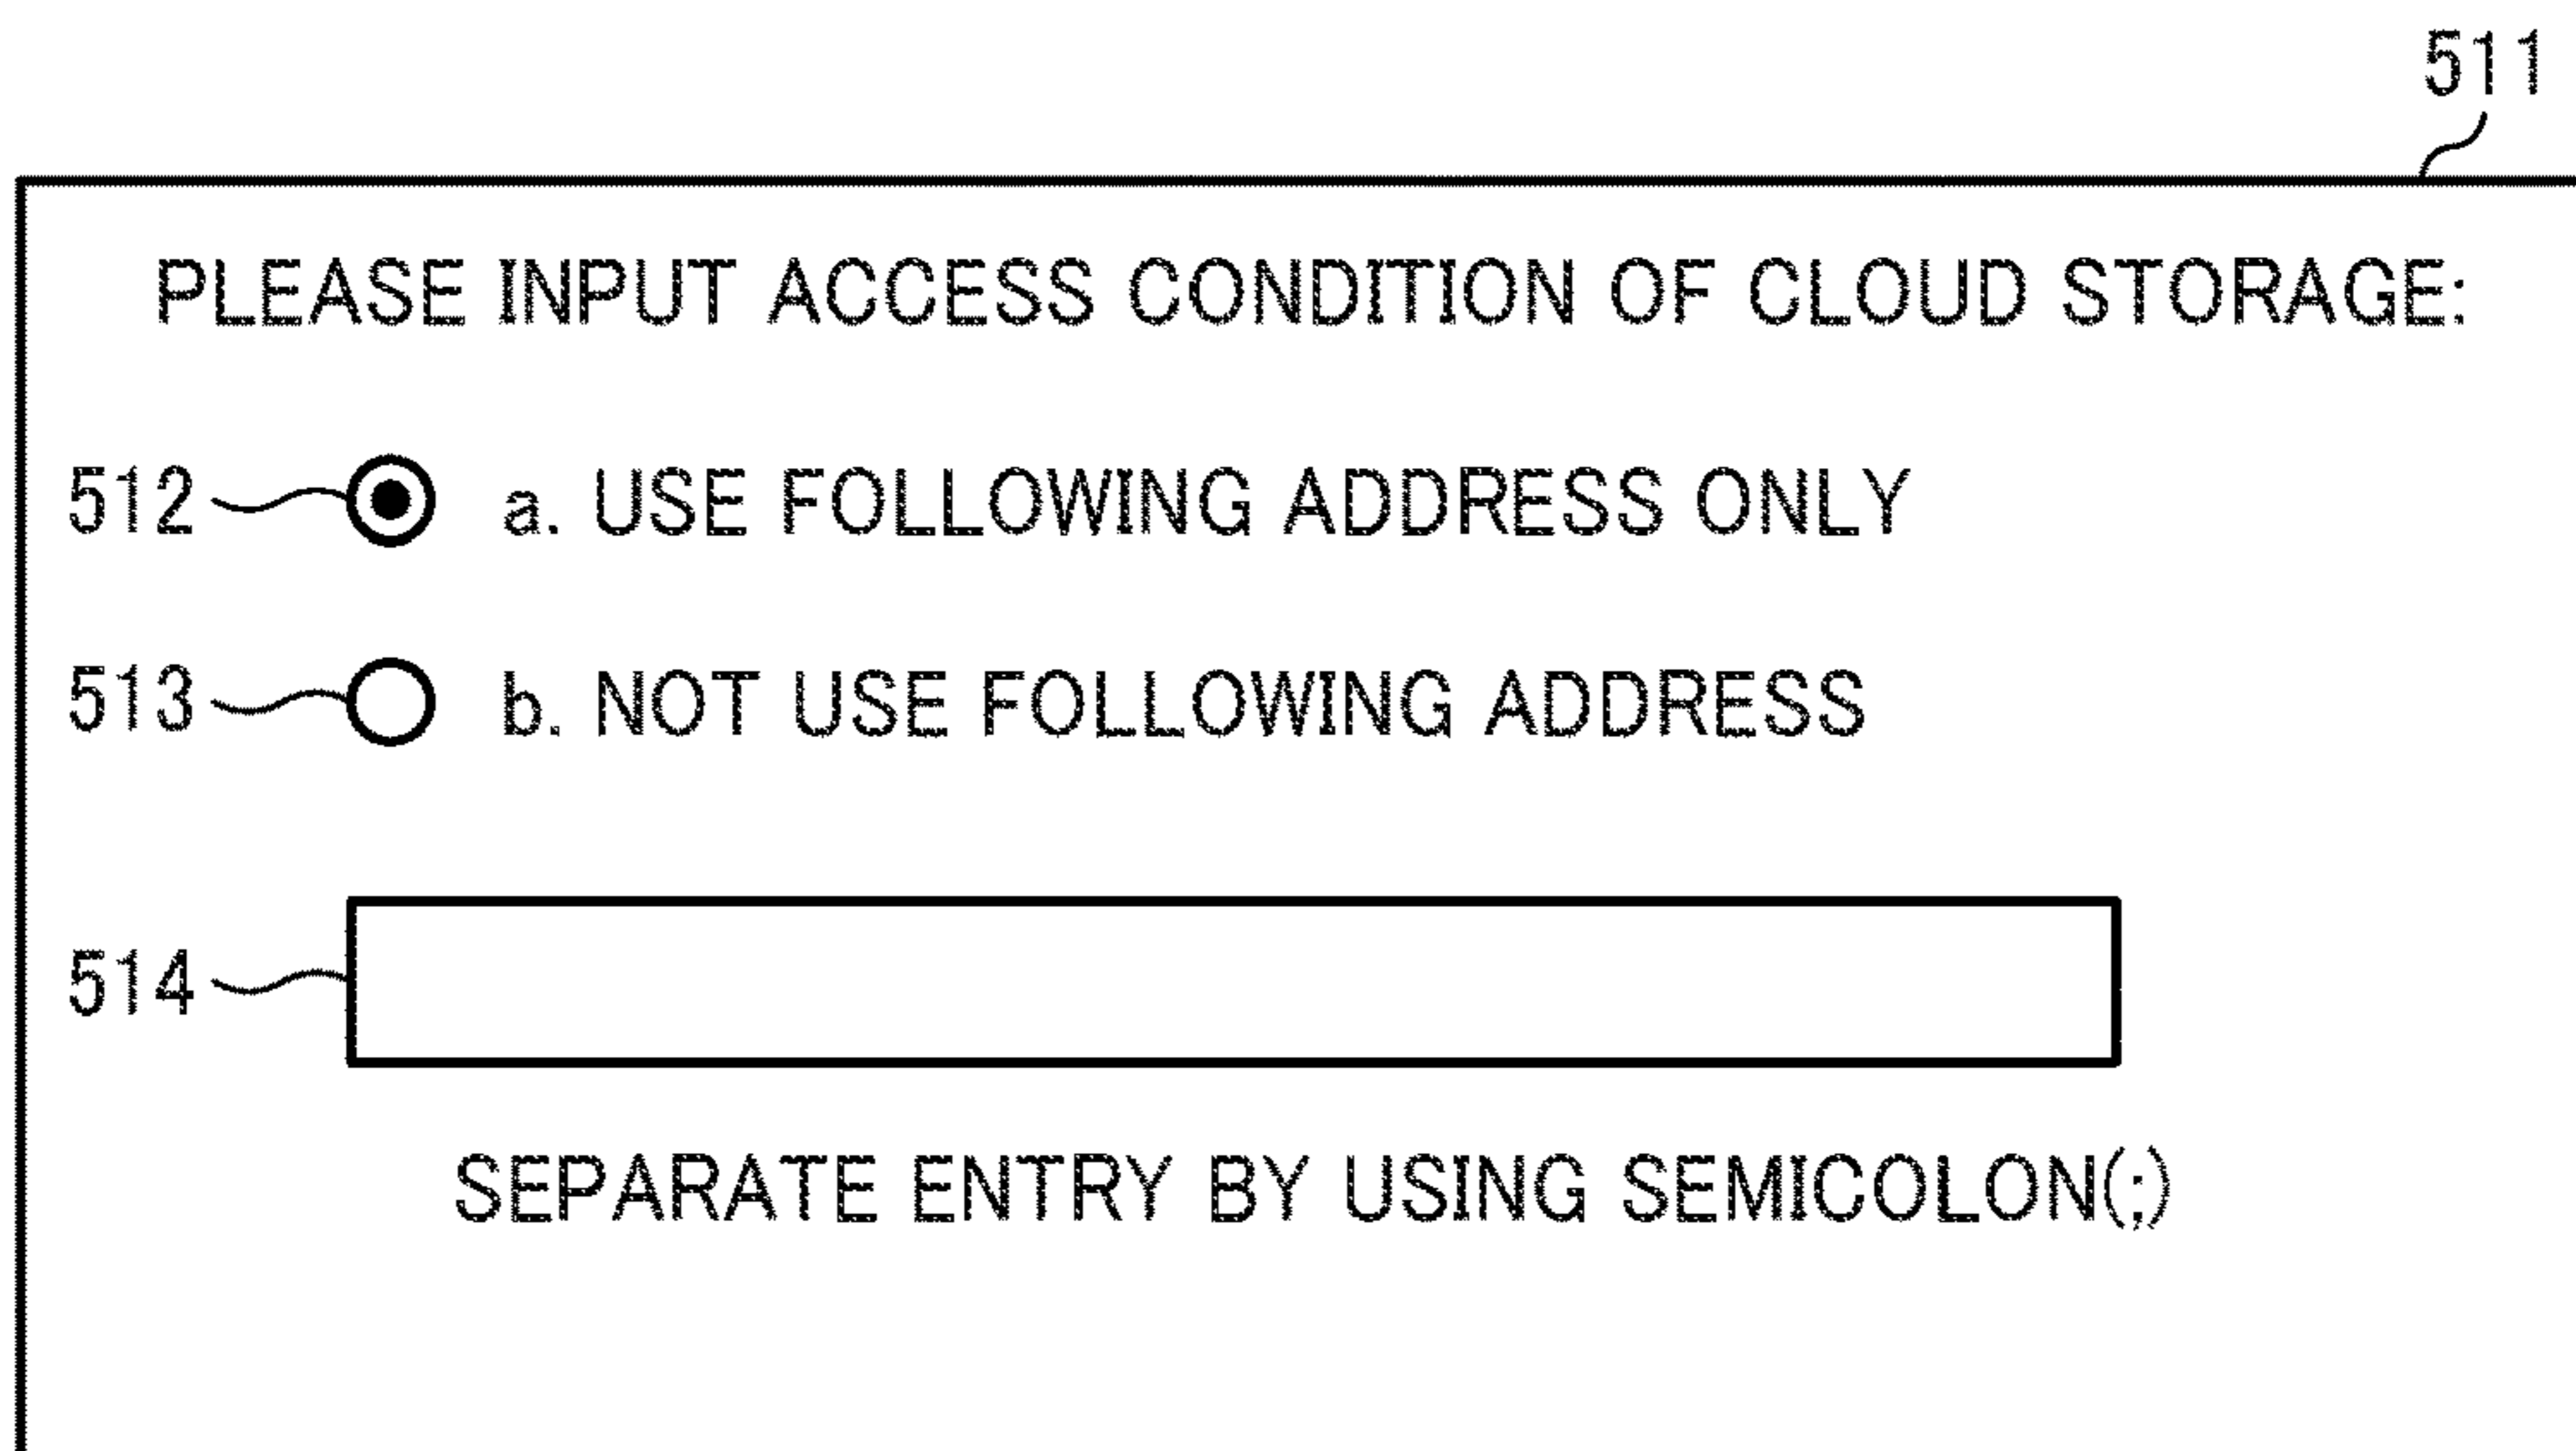 511
PLEASE INPUT ACCESS CONDITION OF CLOUD STORAGE:
512 a. USE FOLLOWING ADDRESS ONLY
513 b. NOT USE FOLLOWING ADDRESS
514
SEPARATE ENTRY BY USING SEMICOLON(;)